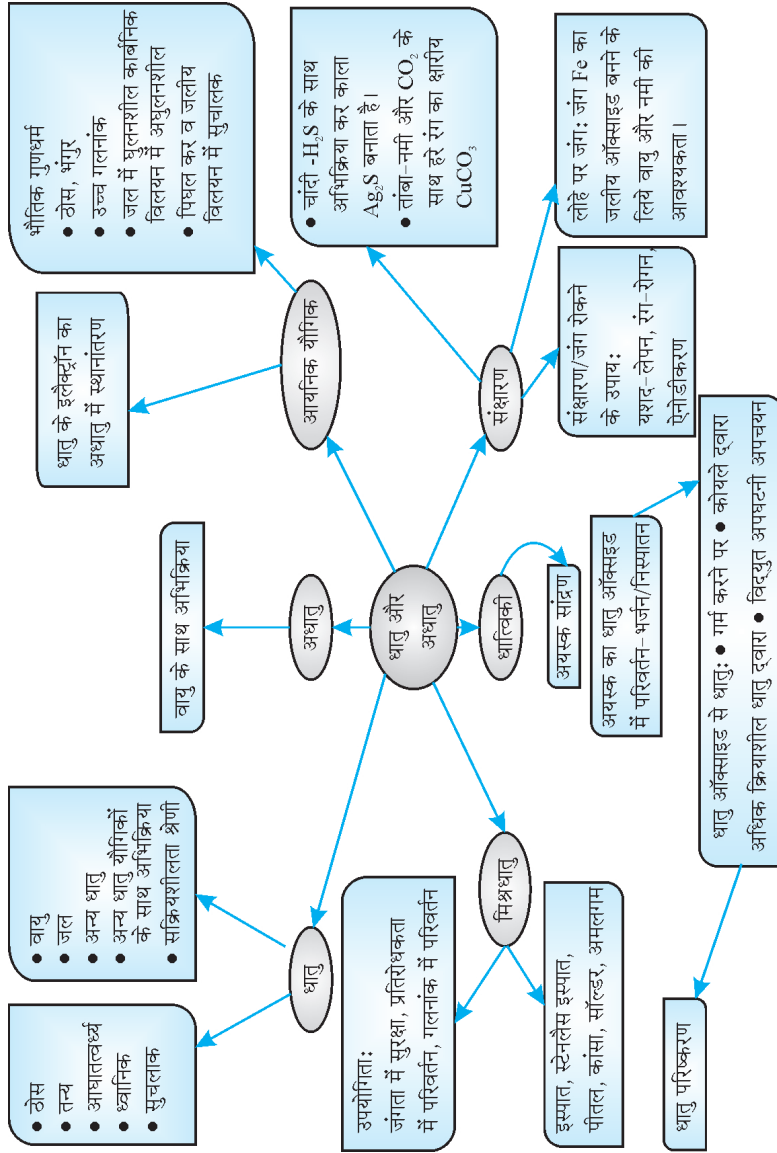 धातु और
अधातु
धातु
● ठोस
● तन्य
● आघाततवर्ध्य
● ध्वानिक
● सुचलाक
● वायु
● जल
● अन्य धातु
● अन्य धातु यौगिकों
के साथ अभिक्रिया
● सक्रियशीलता श्रेणी
अधातु
वायु के साथ अभिक्रिया
आयनिक यौगिक
धातु के इलैक्ट्रॉन का
अधातु में स्थानांतरण
भौतिक गुणधर्म
● ठोस, भंगुर
● उच्च गलनांक
● जल में घुलनशील कार्बनिक
विलयन में अघुलनशील
● पिघल कर व जलीय
विलयन में सुचालक
संक्षारण
● चांदी -H₂S के साथ
अभिक्रिया कर काला
Ag₂S बनाता है।
● तांबा-नमी और CO₂ के
साथ हरे रंग का क्षारीय
CuCO₃
लोहे पर जंग: जंग Fe का
जलीय ऑक्साइड बनने के
लिये वायु और नमी की
आवश्यकता।
संक्षारण/जंग रोकने
के उपाय:
यशद-लेपन, रंग-रोगन,
ऐनोडीकरण
धात्विकी
अयस्क सांद्रण
अयस्क का धातु ऑक्साइड
में परिवर्तन-भर्जन/निस्पातन
धातु ऑक्साइड से धातु: ● गर्म करने पर ● कोयले द्वारा
अधिक क्रियाशील धातु द्वारा ● विद्युत अपघटनी अपचयन
धातु परिष्करण
मिश्रधातु
उपयोगिता:
जंगता में सुरक्षा, प्रतिरोधकता
में परिवर्तन, गलनांक में परिवर्तन
इस्पात, स्टेनलैस इस्पात,
पीतल, कांसा, सॉल्डर, अमलगम